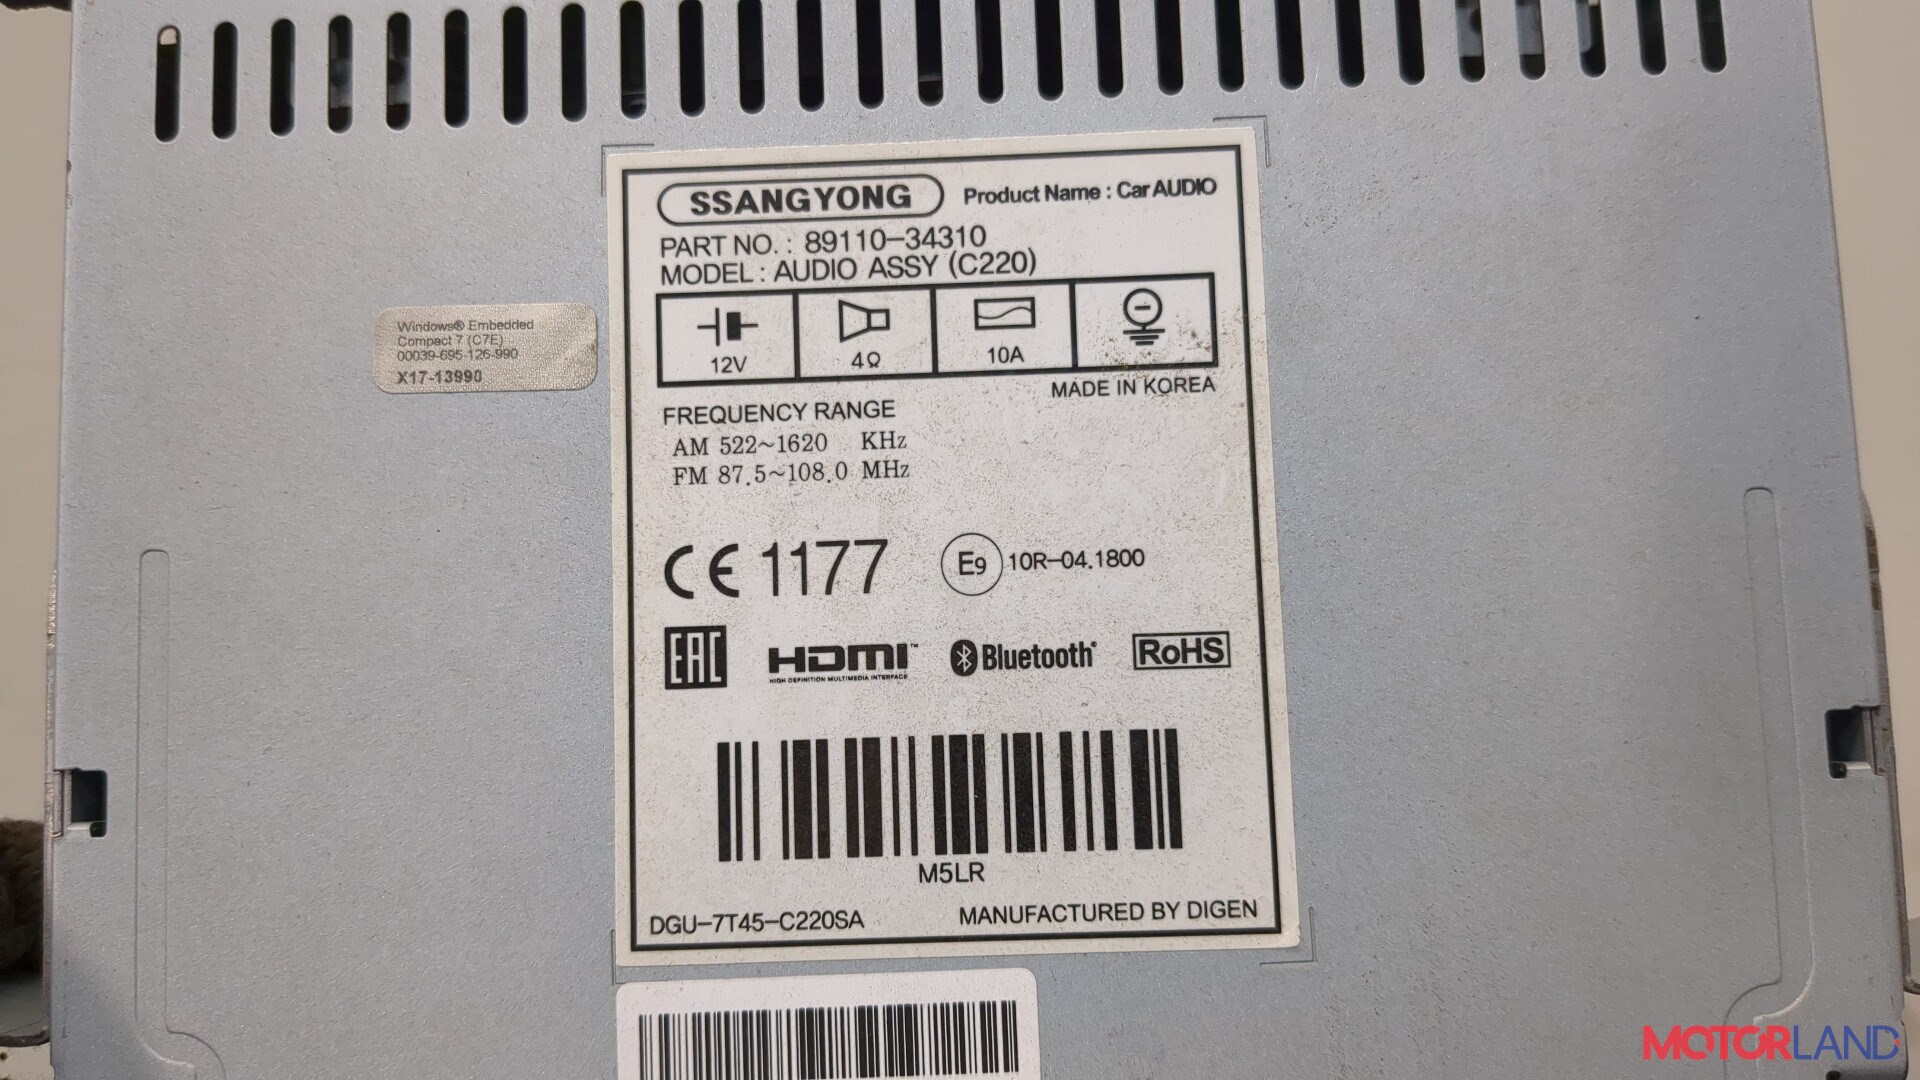 SSANGYONG Product Name : Car AUDIO
PART NO. : 89110-34310
MODEL : AUDIO ASSY (C220)
12V 4Ω 10A
MADE IN KOREA
FREQUENCY RANGE
AM 522~1620 KHz
FM 87.5~108.0 MHz
CE 1177 E9 10R-04.1800
EAC HDMI™ Bluetooth® RoHS
HIGH DEFINITION MULTIMEDIA INTERFACE
M5LR
DGU-7T45-C220SA MANUFACTURED BY DIGEN
Windows® Embedded
Compact 7 (C7E)
00039-695-126-990
X17-13990
MOTORLAND